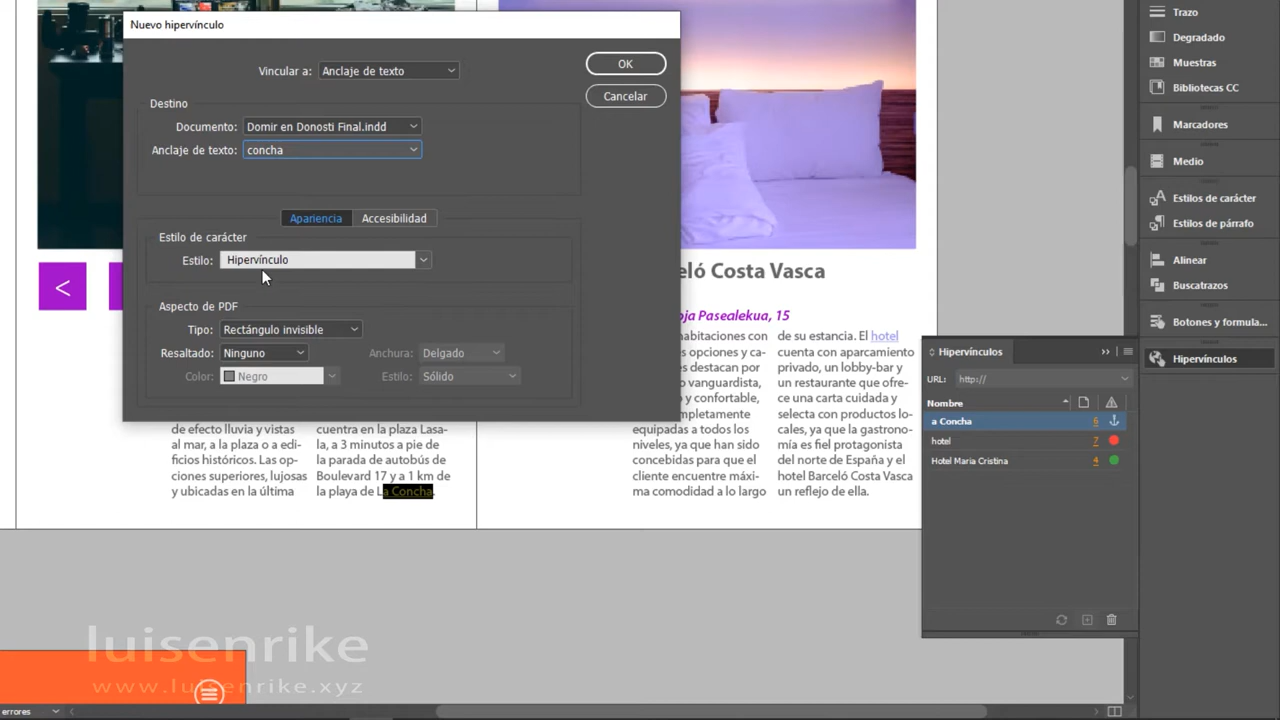 Nuevo hipervínculo
Vincular a: Anclaje de texto
OK
Cancelar
Destino
Documento: Domir en Donosti Final.indd
Anclaje de texto: concha
Apariencia
Accesibilidad
Estilo de carácter
Estilo: Hipervínculo
Aspecto de PDF
Tipo: Rectángulo invisible
Resaltado: Ninguno
Anchura: Delgado
Color: Negro
Estilo: Sólido
<
de efecto lluvia y vistas
al mar, a la plaza o a edi-
ficios históricos. Las op-
ciones superiores, lujosas
y ubicadas en la última
cuentra en la plaza Lasa-
la, a 3 minutos a pie de
la parada de autobús de
Boulevard 17 y a 1 km de
la playa de La Concha.
eló Costa Vasca
oja Pasealekua, 15
habitaciones con
s opciones y ca-
es destacan por
o vanguardista,
o y confortable,
ompletamente
equipadas a todos los
niveles, ya que han sido
concebidas para que el
cliente encuentre máxi-
ma comodidad a lo largo
de su estancia. El hotel
cuenta con aparcamiento
privado, un lobby-bar y
un restaurante que ofre-
ce una carta cuidada y
selecta con productos lo-
cales, ya que la gastrono-
mía es fiel protagonista
del norte de España y el
hotel Barceló Costa Vasca
un reflejo de ella.
Trazo
Degradado
Muestras
Bibliotecas CC
Marcadores
Medio
Estilos de carácter
Estilos de párrafo
Alinear
Buscatrazos
Botones y formula...
Hipervínculos
Hipervínculos
URL: http://
Nombre
a Concha 6
hotel 7
Hotel Maria Cristina 4
luisenrike
www.luisenrike.xyz
errores